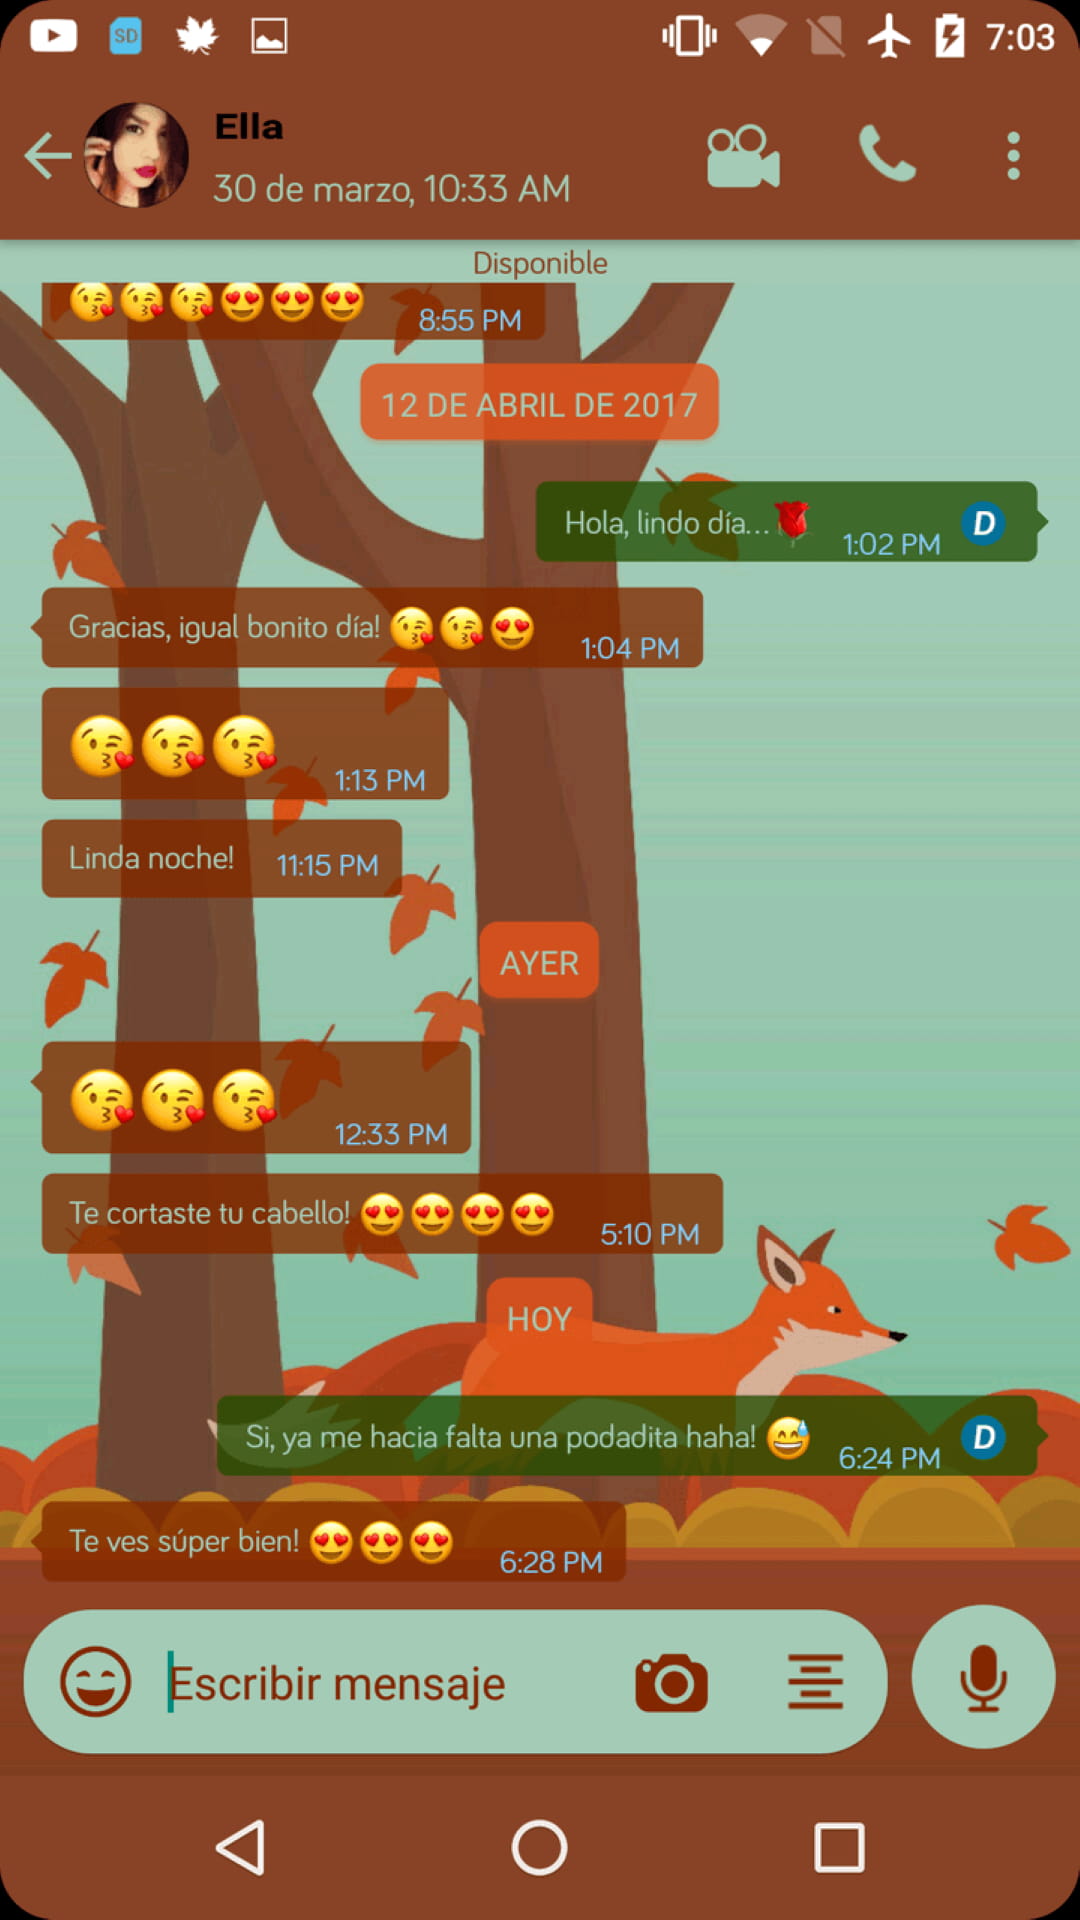 SD
7:03
Ella
30 de marzo, 10:33 AM
Disponible
😘😘😘😍😍😍 8:55 PM
12 DE ABRIL DE 2017
Hola, lindo día...🌹 1:02 PM D
Gracias, igual bonito día! 😘😘😍 1:04 PM
😘😘😘 1:13 PM
Linda noche! 11:15 PM
AYER
😘😘😘 12:33 PM
Te cortaste tu cabello! 😍😍😍😍 5:10 PM
HOY
Si, ya me hacia falta una podadita haha! 😅 6:24 PM D
Te ves súper bien! 😍😍😍 6:28 PM
Escribir mensaje